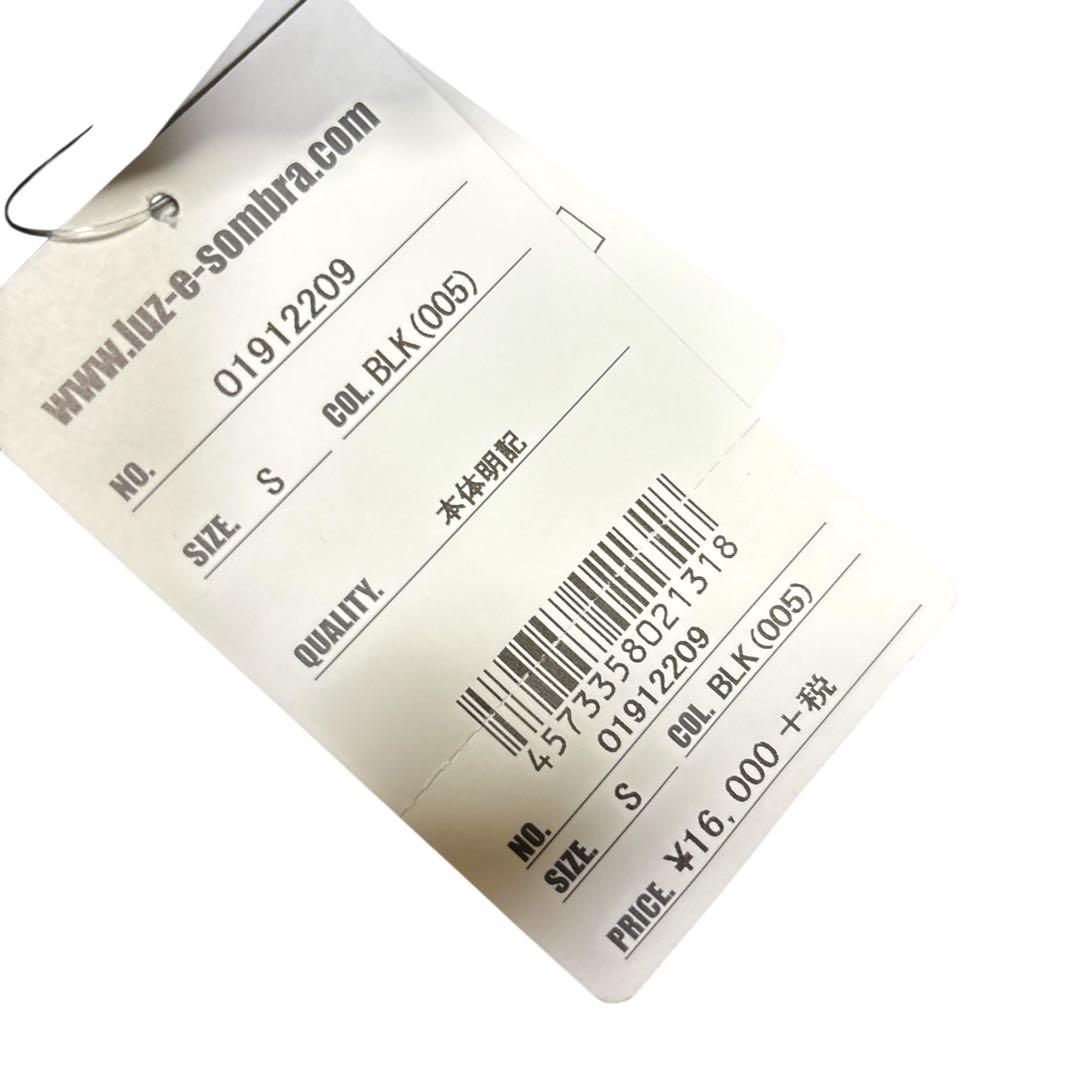 www.luz-e-sombra.com
NO. 01912209
SIZE. S COL. BLK(005)
QUALITY. 本体明記
4573358021318
NO. 01912209
SIZE. S COL. BLK(005)
PRICE. ¥16,000+税